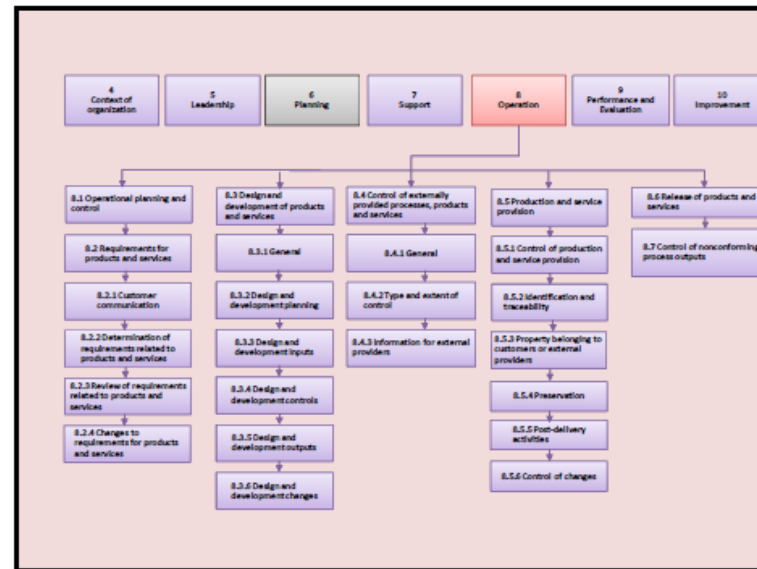 4
Context of
organization
5
Leadership
6
Planning
7
Support
8
Operation
9
Performance and
Evaluation
10
Improvement
8.1 Operational planning and
control
8.2 Requirements for
products and services
8.2.1 Customer
communication
8.2.2 Determination of
requirements related to
products and services
8.2.3 Review of requirements
related to products and
services
8.2.4 Changes to
requirements for products
and services
8.3 Design and
development of products
and services
8.3.1 General
8.3.2 Design and
development planning
8.3.3 Design and
development inputs
8.3.4 Design and
development controls
8.3.5 Design and
development outputs
8.3.6 Design and
development changes
8.4 Control of externally
provided processes, products
and services
8.4.1 General
8.4.2 Type and extent of
control
8.4.3 Information for external
providers
8.5 Production and service
provision
8.5.1 Control of production
and service provision
8.5.2 Identification and
traceability
8.5.3 Property belonging to
customers or external
providers
8.5.4 Preservation
8.5.5 Post-delivery
activities
8.5.6 Control of changes
8.6 Release of products and
services
8.7 Control of nonconforming
process outputs